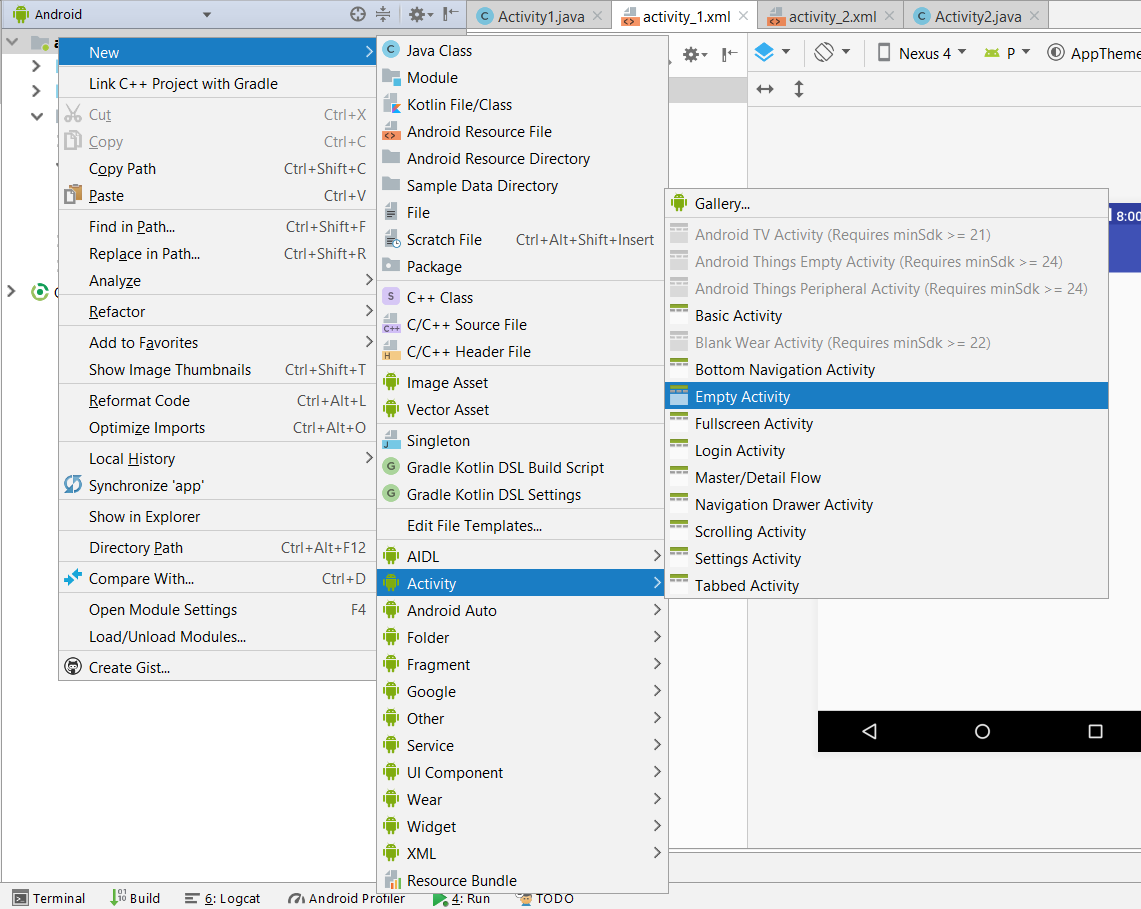 Android
Activity1.java
activity_1.xml
activity_2.xml
Activity2.java
Nexus 4
P
AppTheme
8:00
New
Link C++ Project with Gradle
Cut Ctrl+X
Copy Ctrl+C
Copy Path Ctrl+Shift+C
Paste Ctrl+V
Find in Path... Ctrl+Shift+F
Replace in Path... Ctrl+Shift+R
Analyze
Refactor
Add to Favorites
Show Image Thumbnails Ctrl+Shift+T
Reformat Code Ctrl+Alt+L
Optimize Imports Ctrl+Alt+O
Local History
Synchronize 'app'
Show in Explorer
Directory Path Ctrl+Alt+F12
Compare With... Ctrl+D
Open Module Settings F4
Load/Unload Modules...
Create Gist...
Java Class
Module
Kotlin File/Class
Android Resource File
Android Resource Directory
Sample Data Directory
File
Scratch File Ctrl+Alt+Shift+Insert
Package
C++ Class
C/C++ Source File
C/C++ Header File
Image Asset
Vector Asset
Singleton
Gradle Kotlin DSL Build Script
Gradle Kotlin DSL Settings
Edit File Templates...
AIDL
Activity
Android Auto
Folder
Fragment
Google
Other
Service
UI Component
Wear
Widget
XML
Resource Bundle
Gallery...
Android TV Activity (Requires minSdk >= 21)
Android Things Empty Activity (Requires minSdk >= 24)
Android Things Peripheral Activity (Requires minSdk >= 24)
Basic Activity
Blank Wear Activity (Requires minSdk >= 22)
Bottom Navigation Activity
Empty Activity
Fullscreen Activity
Login Activity
Master/Detail Flow
Navigation Drawer Activity
Scrolling Activity
Settings Activity
Tabbed Activity
Terminal
Build
6: Logcat
Android Profiler
4: Run
TODO